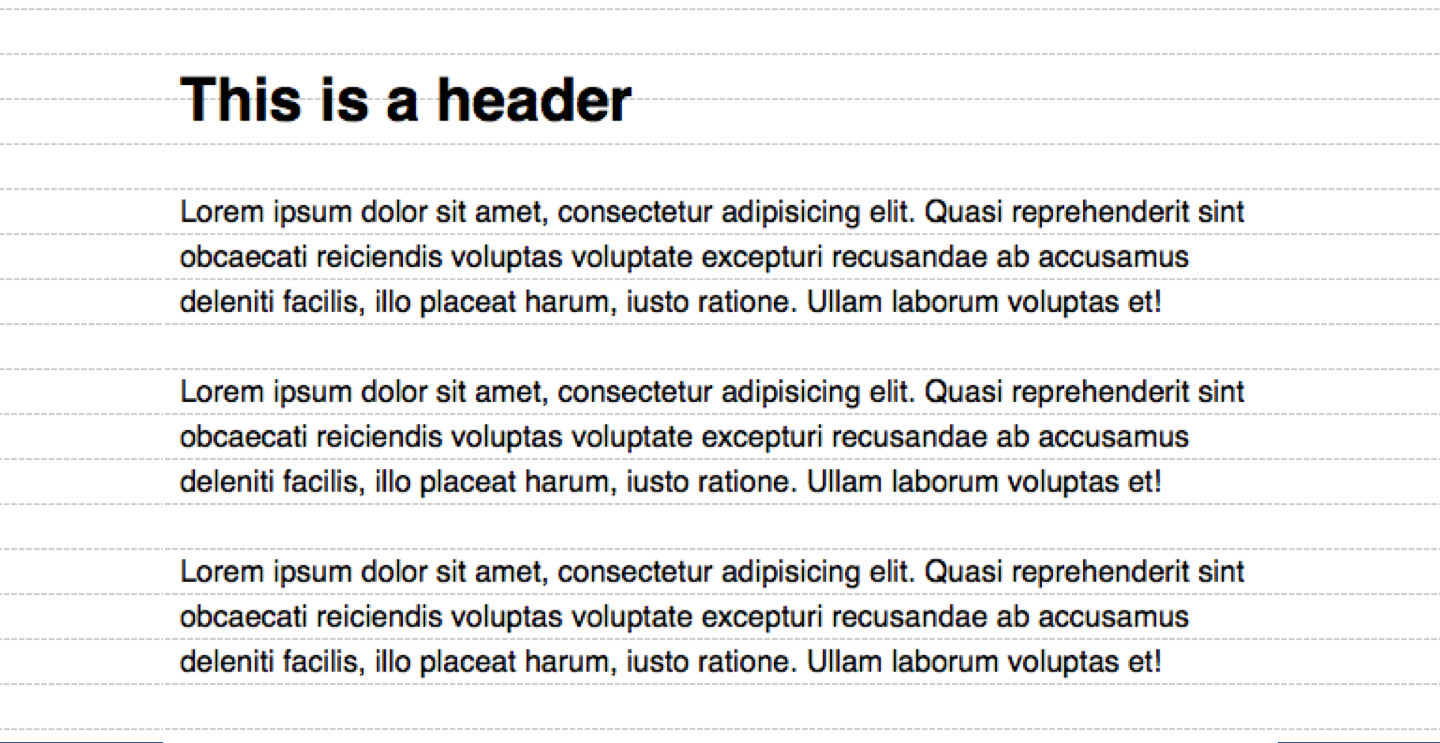 This is a header
Lorem ipsum dolor sit amet, consectetur adipisicing elit. Quasi reprehenderit sint
obcaecati reiciendis voluptas voluptate excepturi recusandae ab accusamus
deleniti facilis, illo placeat harum, iusto ratione. Ullam laborum voluptas et!
Lorem ipsum dolor sit amet, consectetur adipisicing elit. Quasi reprehenderit sint
obcaecati reiciendis voluptas voluptate excepturi recusandae ab accusamus
deleniti facilis, illo placeat harum, iusto ratione. Ullam laborum voluptas et!
Lorem ipsum dolor sit amet, consectetur adipisicing elit. Quasi reprehenderit sint
obcaecati reiciendis voluptas voluptate excepturi recusandae ab accusamus
deleniti facilis, illo placeat harum, iusto ratione. Ullam laborum voluptas et!